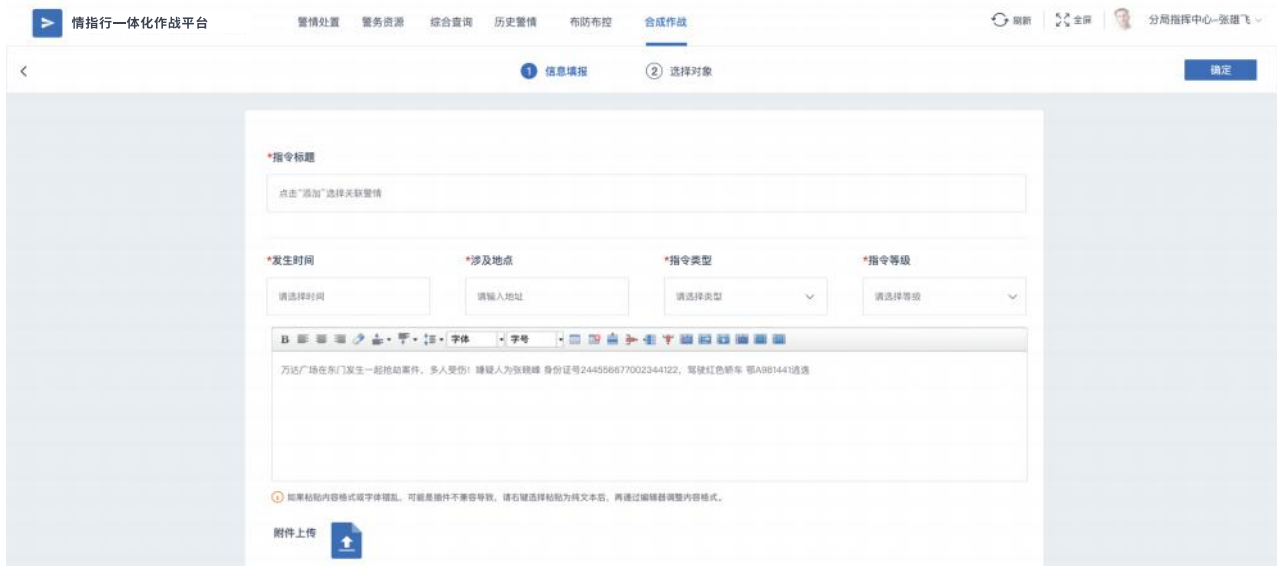 情指行一体化作战平台
警情处置 警务资源 综合查询 历史警情 布防布控 合成作战
刷新 全屏 分局指挥中心-张雄飞
1 信息填报 2 选择对象 确定
*指令标题
点击"添加"选择关联警情
*发生时间 *涉及地点 *指令类型 *指令等级
请选择时间 请输入地址 请选择类型 请选择等级
B 字体 字号
万达广场在东门发生一起抢劫案件，多人受伤！嫌疑人为张晓峰 身份证号244556677002344122，驾驶红色轿车 鄂A981441逃逸
如果粘贴内容格式或字体错乱，可能是插件不兼容导致，请右键选择粘贴为纯文本后，再通过编辑器调整内容格式。
附件上传